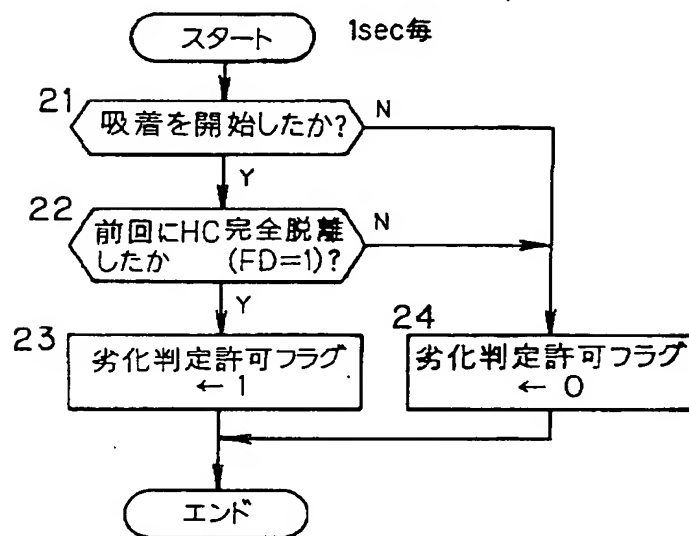 スタート
1sec毎
21
吸着を開始したか?
N
Y
22
前回にHC完全脱離
したか (FD=1)?
N
Y
23
劣化判定許可フラグ
← 1
24
劣化判定許可フラグ
← 0
エンド